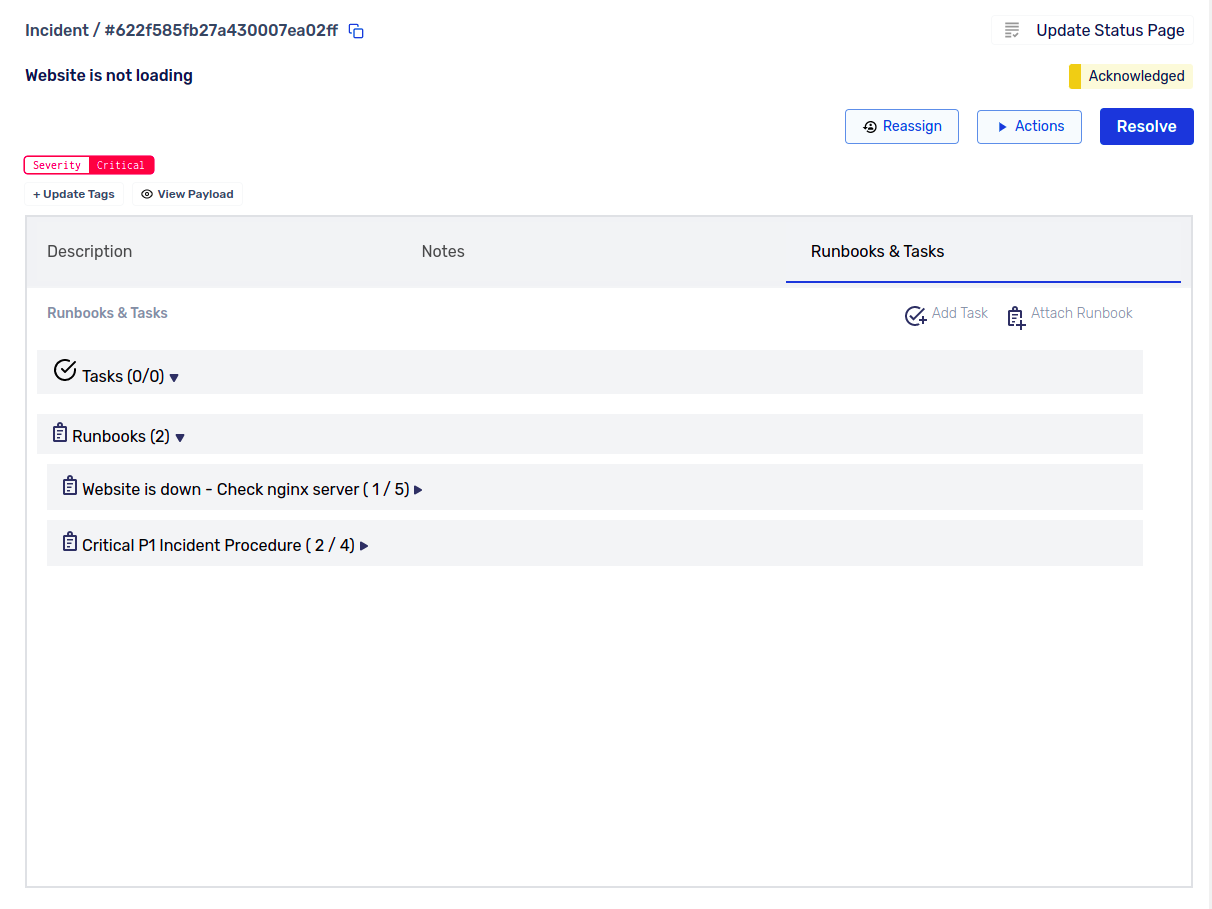 Incident / #622f585fb27a430007ea02ff
Update Status Page
Website is not loading
Acknowledged
Reassign
Actions
Resolve
Severity Critical
+ Update Tags
View Payload
Description
Notes
Runbooks & Tasks
Runbooks & Tasks
Add Task
Attach Runbook
Tasks (0/0)
Runbooks (2)
Website is down - Check nginx server ( 1 / 5)
Critical P1 Incident Procedure ( 2 / 4)